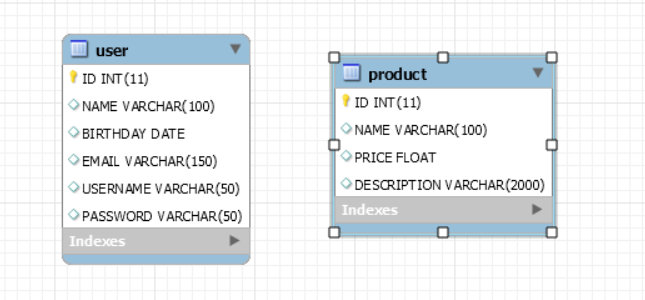 user
ID INT(11)
NAME VARCHAR(100)
BIRTHDAY DATE
EMAIL VARCHAR(150)
USERNAME VARCHAR(50)
PASSWORD VARCHAR(50)
Indexes
product
ID INT(11)
NAME VARCHAR(100)
PRICE FLOAT
DESCRIPTION VARCHAR(2000)
Indexes